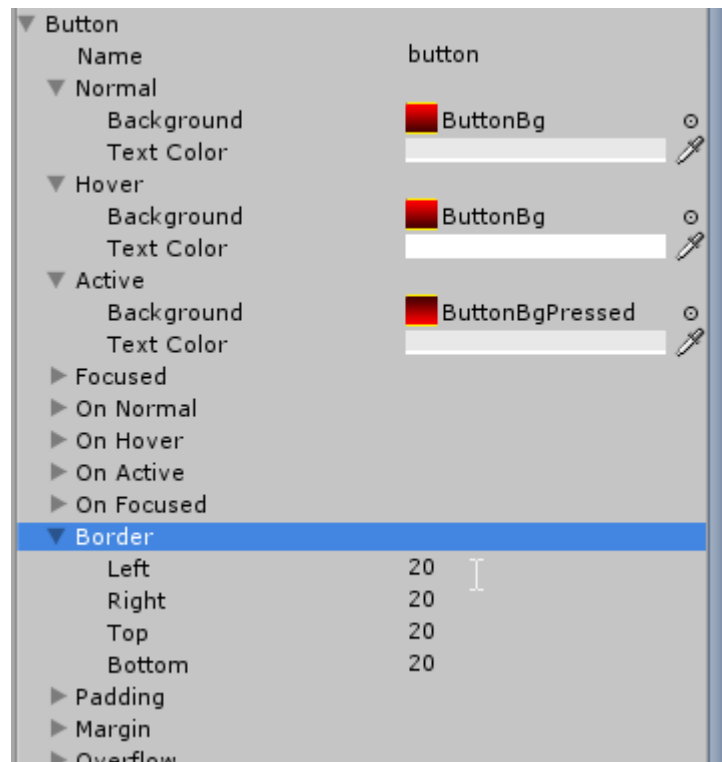 Button
Name button
Normal
Background ButtonBg
Text Color
Hover
Background ButtonBg
Text Color
Active
Background ButtonBgPressed
Text Color
Focused
On Normal
On Hover
On Active
On Focused
Border
Left 20
Right 20
Top 20
Bottom 20
Padding
Margin
Overflow